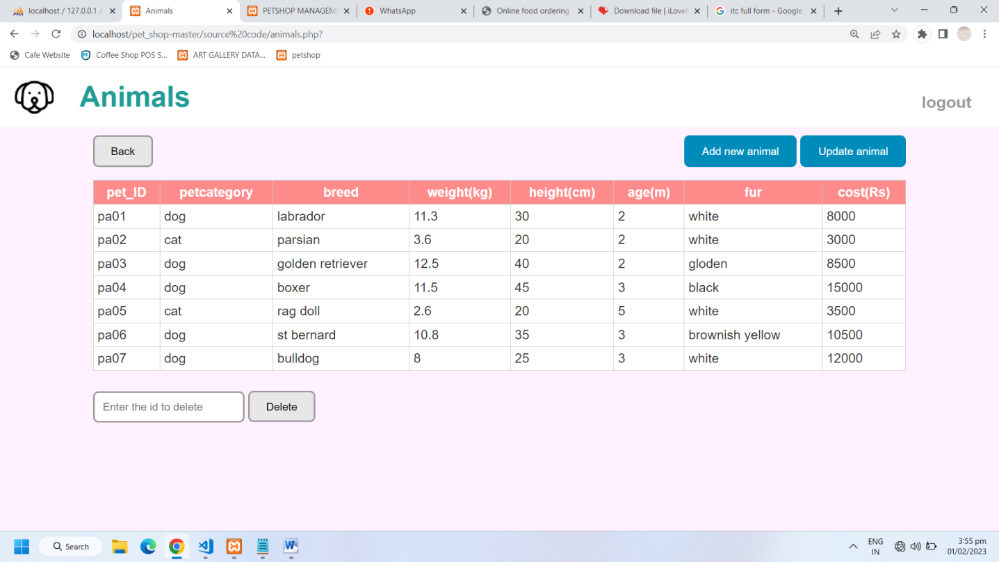 localhost / 127.0.0.1 / Animals PETSHOP MANAGEM WhatsApp Online food ordering Download file | iLoveP itc full form - Google
localhost/pet_shop-master/source%20code/animals.php?
Cafe Website Coffee Shop POS S... ART GALLERY DATA... petshop
Animals
logout
Back Add new animal Update animal
pet_ID petcategory breed weight(kg) height(cm) age(m) fur cost(Rs)
pa01 dog labrador 11.3 30 2 white 8000
pa02 cat parsian 3.6 20 2 white 3000
pa03 dog golden retriever 12.5 40 2 gloden 8500
pa04 dog boxer 11.5 45 3 black 15000
pa05 cat rag doll 2.6 20 5 white 3500
pa06 dog st bernard 10.8 35 3 brownish yellow 10500
pa07 dog bulldog 8 25 3 white 12000
Enter the id to delete Delete
Search ENG 3:55 pm
IN 01/02/2023